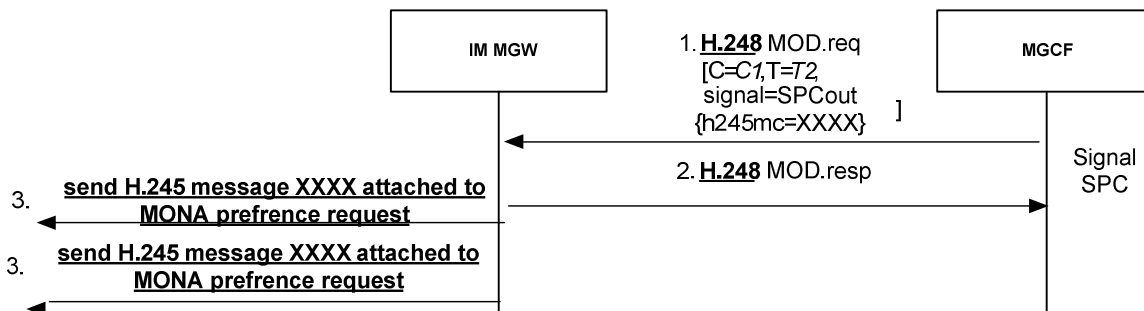 IM MGW
MGCF
1. H.248 MOD.req
[C=C1,T=T2,
signal=SPCout
{h245mc=XXXX} ]
2. H.248 MOD.resp
Signal
SPC
3. send H.245 message XXXX attached to
MONA prefrence request
3. send H.245 message XXXX attached to
MONA prefrence request